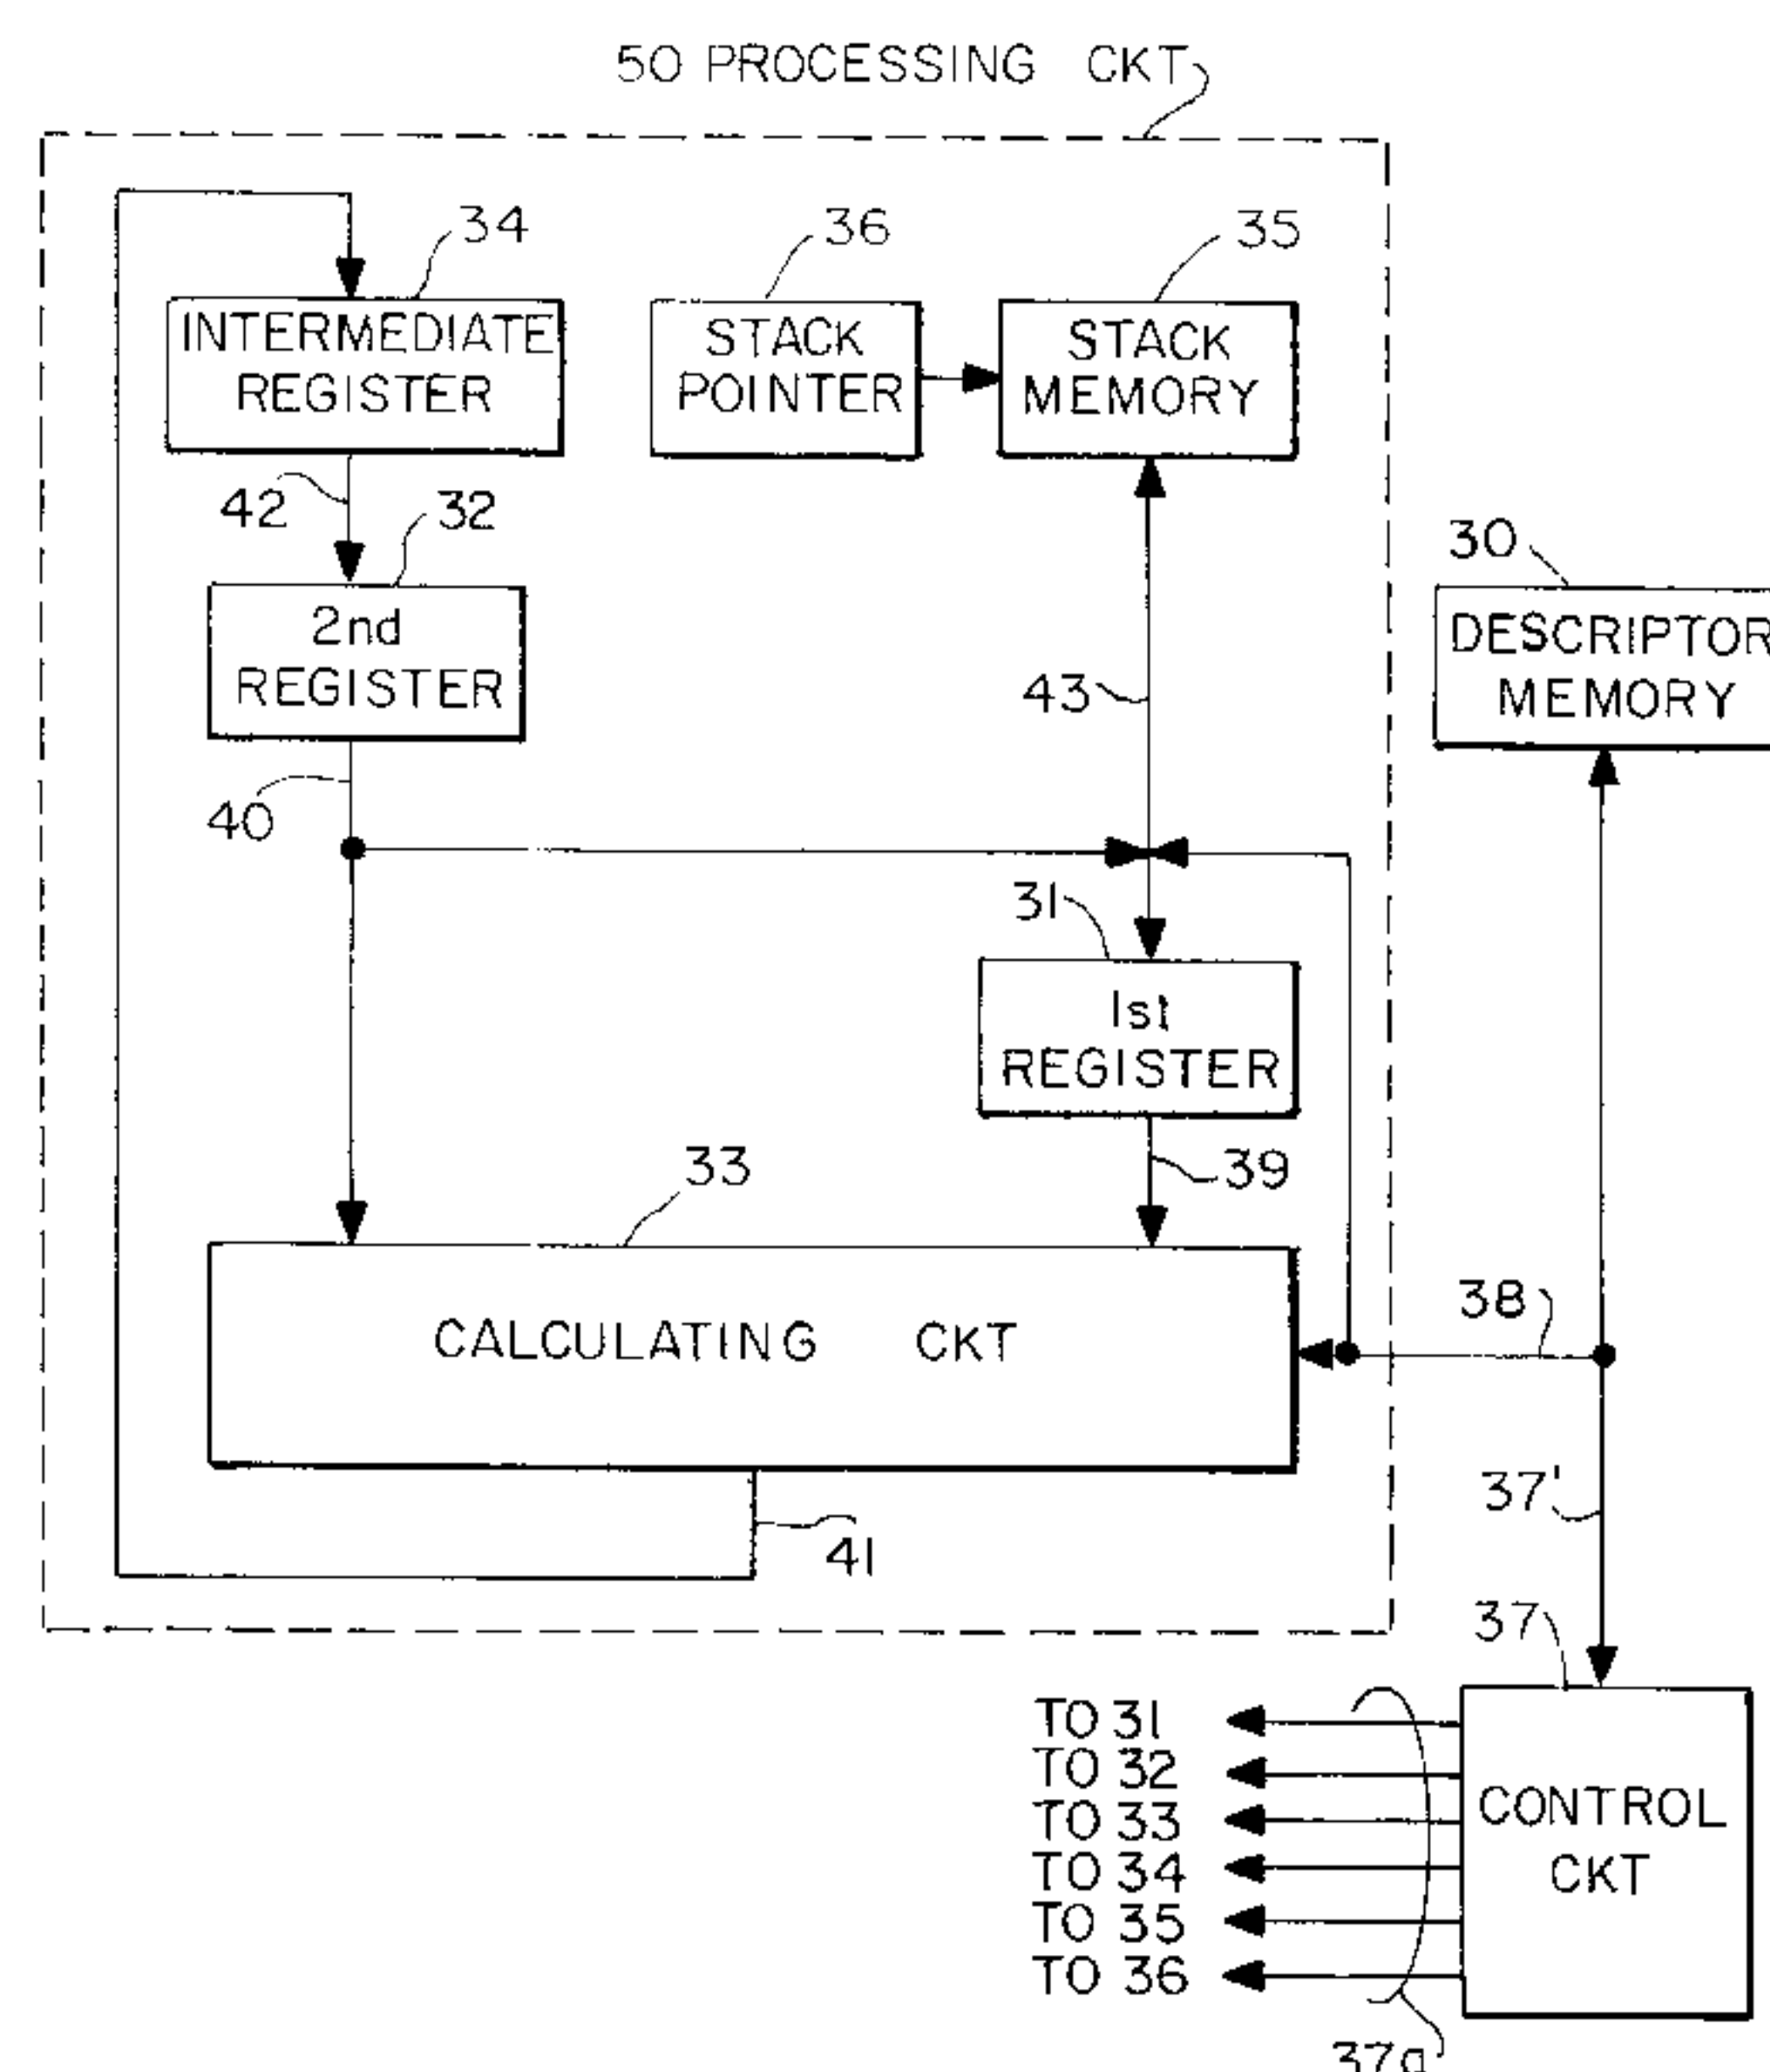 50 PROCESSING CKT
34
36
35
INTERMEDIATE
REGISTER
STACK
POINTER
STACK
MEMORY
42
32
30
2nd
REGISTER
DESCRIPTOR
MEMORY
43
40
31
1st
REGISTER
33
39
CALCULATING CKT
38
37'
41
37
TO 31
TO 32
TO 33
TO 34
TO 35
TO 36
CONTROL
CKT
37a